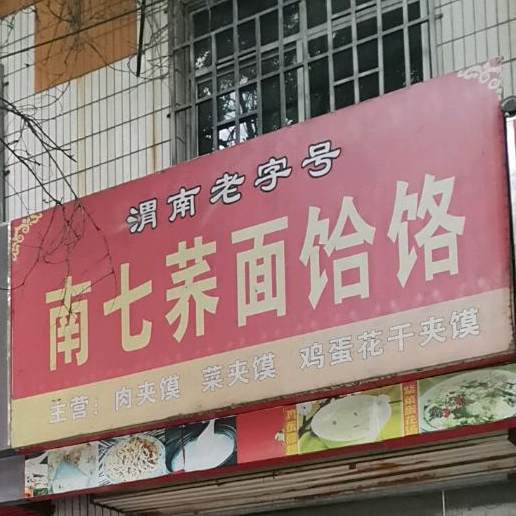 渭南老字号
南七荞面饸饹
主营：肉夹馍 菜夹馍 鸡蛋花干夹馍